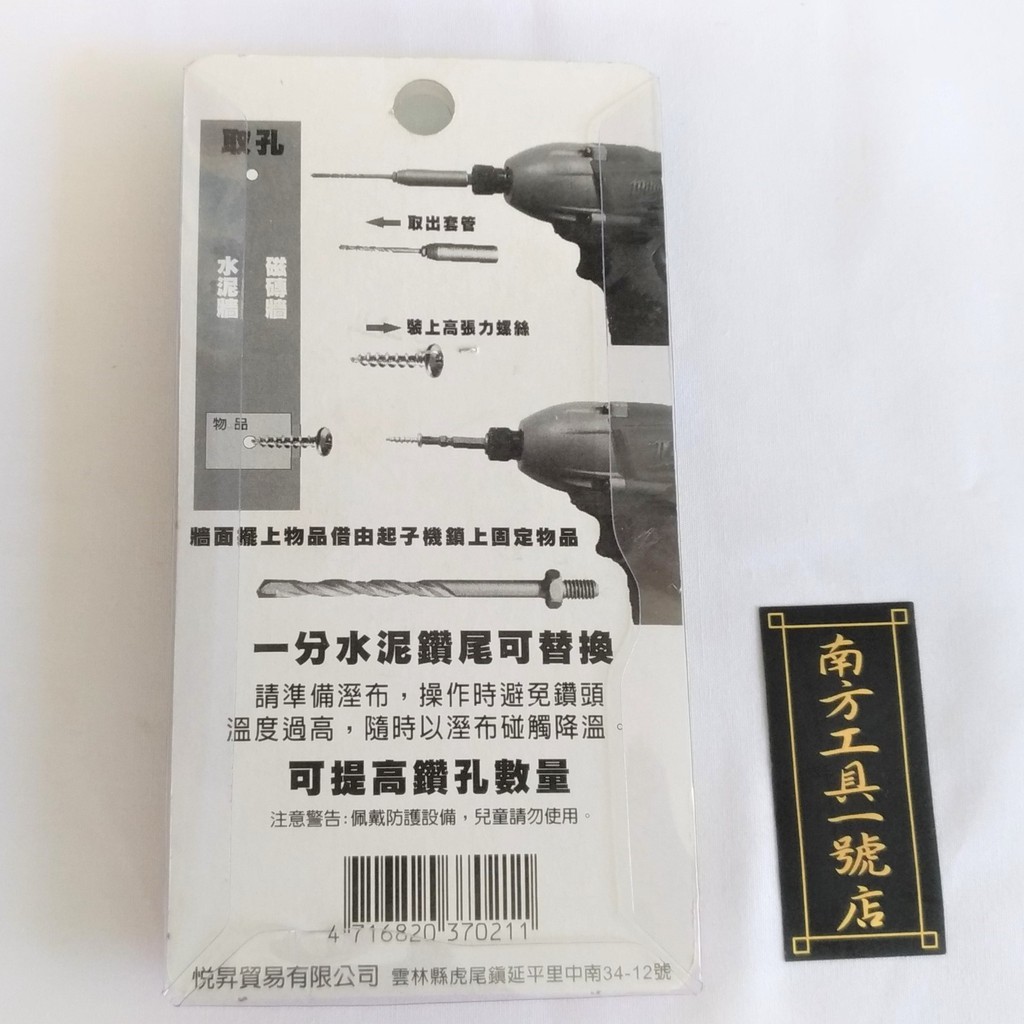 取孔
取出套管
水泥牆
磁磚牆
裝上高張力螺絲
物品
牆面擺上物品借由起子機鎖上固定物品
一分水泥鑽尾可替換
請準備溼布，操作時避免鑽頭
溫度過高，隨時以溼布碰觸降溫。
可提高鑽孔數量
注意警告:佩戴防護設備，兒童請勿使用。
4 716820 370211
悦昇貿易有限公司 雲林縣虎尾鎮延平里中南34-12號
南方工具一號店